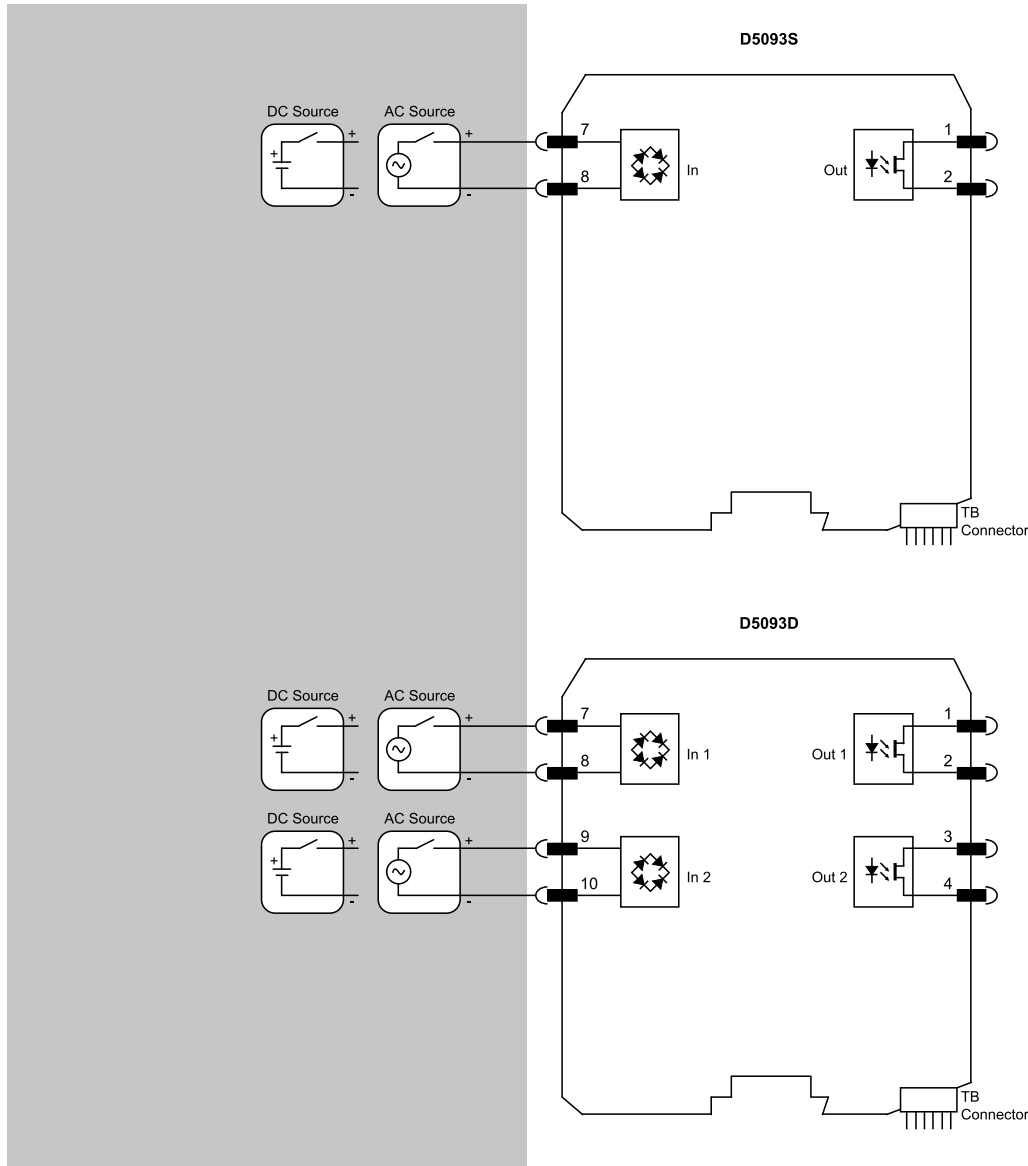 D5093S
DC Source
AC Source
+
+
+
-
-
7
8
In
Out
1
2
TB
Connector
D5093D
DC Source
AC Source
+
+
+
-
-
7
8
In 1
Out 1
1
2
DC Source
AC Source
+
+
+
-
-
9
10
In 2
Out 2
3
4
TB
Connector